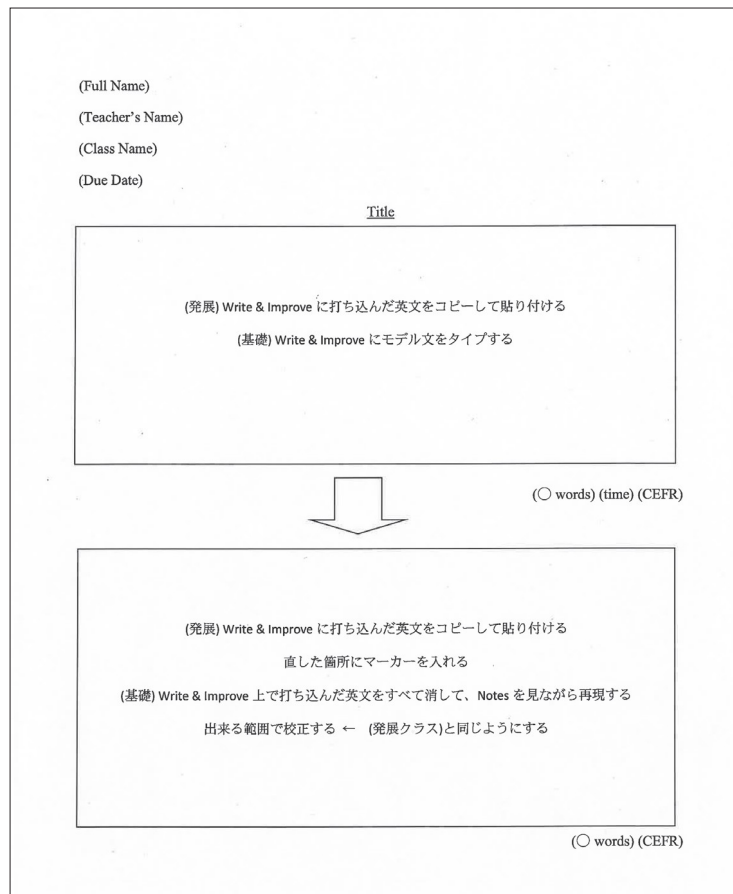 (Full Name)
(Teacher's Name)
(Class Name)
(Due Date)
Title
(発展) Write & Improve に打ち込んだ英文をコピーして貼り付ける
(基礎) Write & Improve にモデル文をタイプする
(〇 words) (time) (CEFR)
(発展) Write & Improve に打ち込んだ英文をコピーして貼り付ける
直した箇所にマーカーを入れる
(基礎) Write & Improve 上で打ち込んだ英文をすべて消して、Notes を見ながら再現する
出来る範囲で校正する ← (発展クラス)と同じようにする
(〇 words) (CEFR)